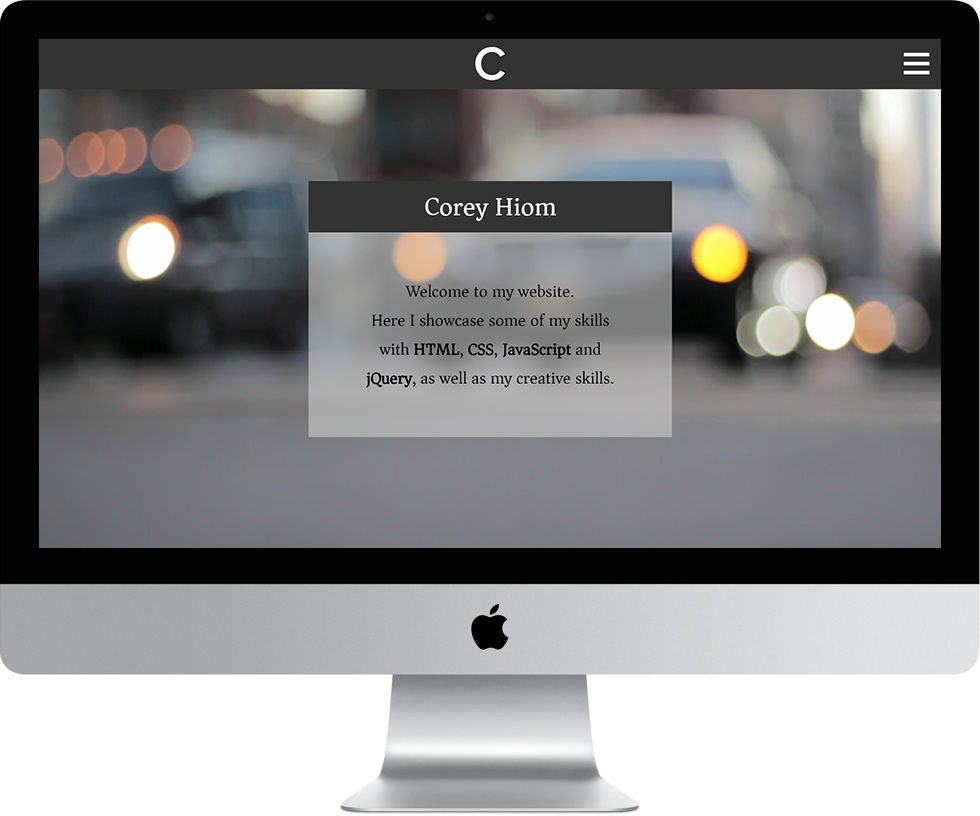 C
Corey Hiom
Welcome to my website.
Here I showcase some of my skills
with HTML, CSS, JavaScript and
jQuery, as well as my creative skills.